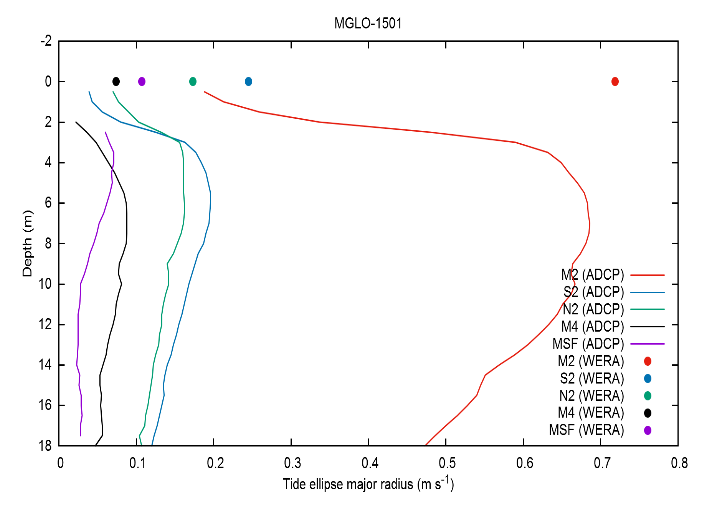 MGLO-1501
-2
0
2
4
6
8
10
12
14
16
18
Depth (m)
M2 (ADCP)
S2 (ADCP)
N2 (ADCP)
M4 (ADCP)
MSF (ADCP)
M2 (WERA)
S2 (WERA)
N2 (WERA)
M4 (WERA)
MSF (WERA)
0 0.1 0.2 0.3 0.4 0.5 0.6 0.7 0.8
Tide ellipse major radius (m s⁻¹)